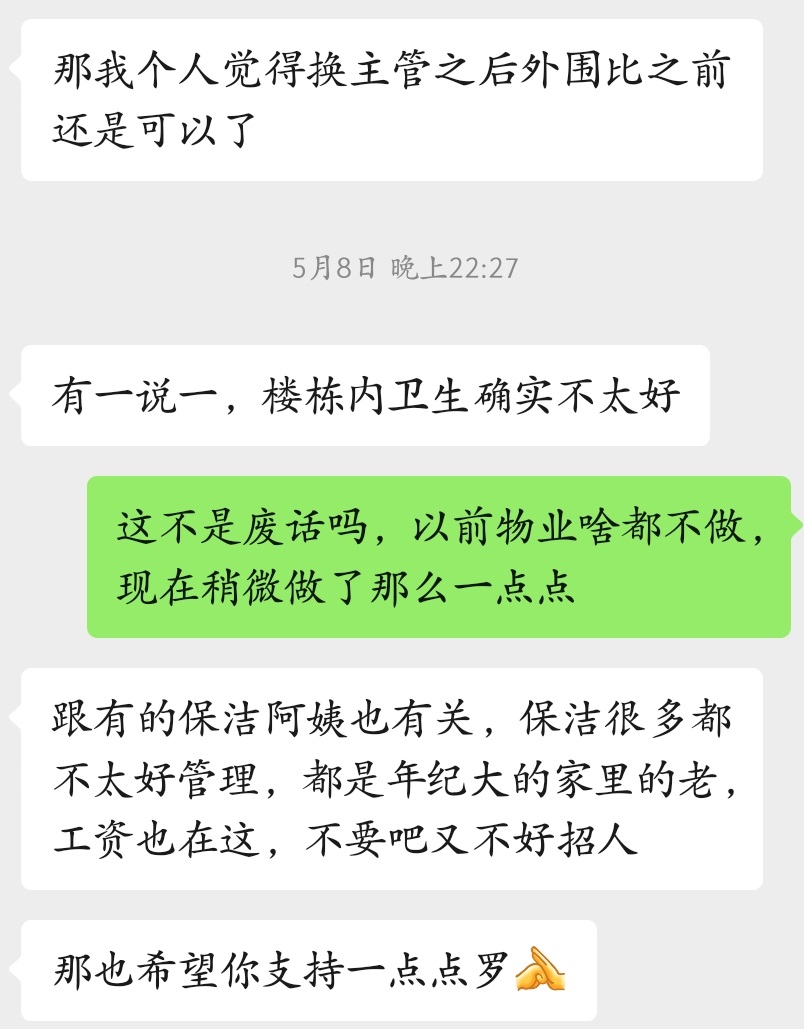 那我个人觉得换主管之后外围比之前
还是可以了
5月8日 晚上22:27
有一说一，楼栋内卫生确实不太好
这不是废话吗，以前物业啥都不做，
现在稍微做了那么一点点
跟有的保洁阿姨也有关，保洁很多都
不太好管理，都是年纪大的家里的老，
工资也在这，不要吧又不好招人
那也希望你支持一点点罗